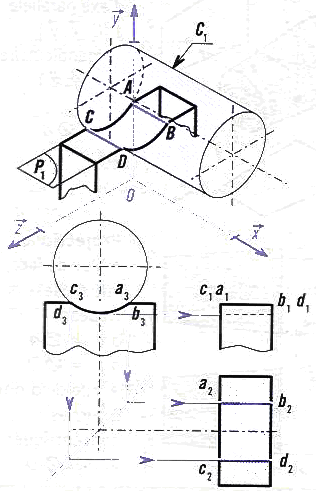 y
C₁
A
C
B
D
P₁
O
z
x
c₃ a₃
d₃ b₃
c₁ a₁
b₁ d₁
a₂
b₂
c₂
d₂